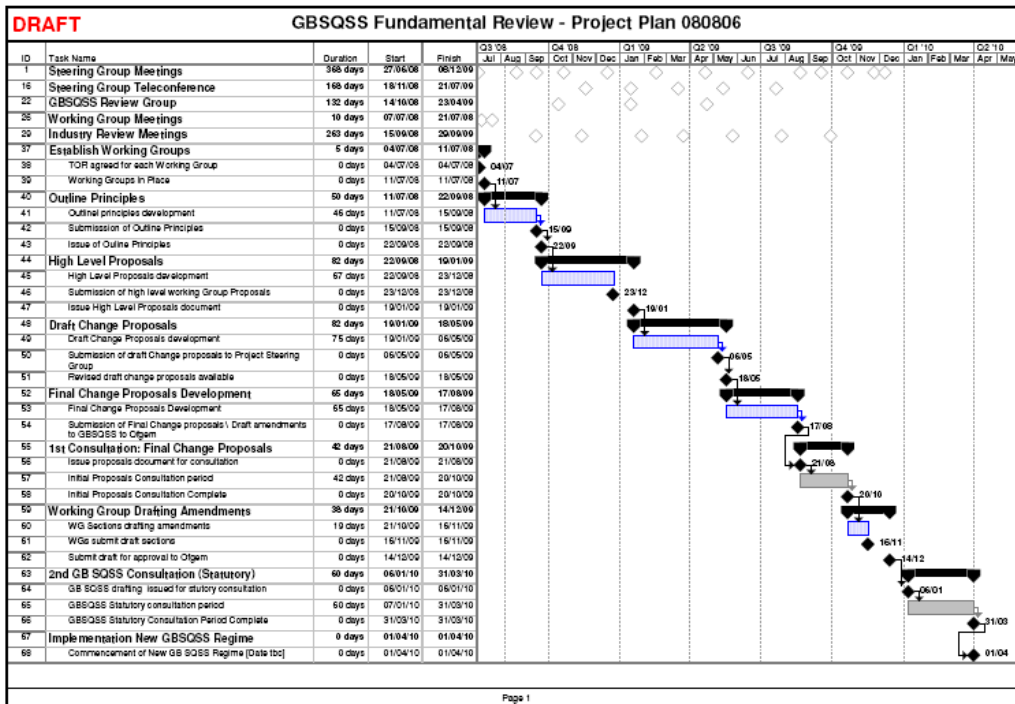 DRAFT
GBSQSS Fundamental Review - Project Plan 080806
Q3 '08 Q4 '08 Q1 '09 Q2 '09 Q3 '09 Q4 '09 Q1 '10 Q2 '10
ID Task Name Duration Start Finish Jul Aug Sep Oct Nov Dec Jan Feb Mar Apr May Jun Jul Aug Sep Oct Nov Dec Jan Feb Mar Apr May
1 Steering Group Meetings 368 days 27/06/08 08/12/09
16 Steering Group Teleconference 168 days 18/11/08 21/07/09
22 GBSQSS Review Group 132 days 14/10/08 23/04/09
26 Working Group Meetings 10 days 07/07/08 21/07/08
29 Industry Review Meetings 263 days 15/09/08 29/09/09
37 Establish Working Groups 5 days 04/07/08 11/07/08
38 TOR agreed for each Working Group 0 days 04/07/08 04/07/08 04/07
39 Working Groups In Place 0 days 11/07/08 11/07/08 11/07
40 Outline Principles 50 days 11/07/08 22/09/08
41 Outlinel principles development 45 days 11/07/08 15/09/08
42 Submission of Outline Principles 0 days 15/09/08 15/09/08 15/09
43 Issue of Ouline Principles 0 days 22/09/08 22/09/08 22/09
44 High Level Proposals 82 days 22/09/08 19/01/09
45 High Level Proposals development 67 days 22/09/08 23/12/08
46 Submission of high level working Group Proposals 0 days 23/12/08 23/12/08 23/12
47 Issue High Level Proposals document 0 days 19/01/09 19/01/09 19/01
48 Draft Change Proposals 82 days 19/01/09 18/05/09
49 Draft Change Proposals development 75 days 19/01/09 06/05/09
50 Submission of draft Change proposals to Project Steering 0 days 06/05/09 06/05/09 06/05
Group
51 Revised draft change proposals available 0 days 18/05/09 18/05/09 18/05
52 Final Change Proposals Development 65 days 18/05/09 17/08/09
53 Final Change Proposals Development 65 days 18/05/09 17/08/09
54 Submission of Final Change proposals \ Draft amendments 0 days 17/08/09 17/08/09 17/08
to GBSQSS to Ofgem
55 1st Consultation: Final Change Proposals 42 days 21/08/09 20/10/09
56 Issue proposals document for consultation 0 days 21/08/09 21/08/09 21/08
57 Initial Proposals Consultation period 42 days 21/08/09 20/10/09
58 Initial Proposals Consultation Complete 0 days 20/10/09 20/10/09 20/10
59 Working Group Drafting Amendments 38 days 21/10/09 14/12/09
60 WG Sections drafting amendments 19 days 21/10/09 16/11/09
61 WGs submit draft sections 0 days 16/11/09 16/11/09 16/11
62 Submit draft for approval to Ofgem 0 days 14/12/09 14/12/09 14/12
63 2nd GB SQSS Consultation (Statutory) 60 days 06/01/10 31/03/10
64 GB SQSS drafting issued for stutory consultation 0 days 06/01/10 06/01/10 06/01
65 GBSQSS Statutory consultation period 60 days 07/01/10 31/03/10
66 GBSQSS Statutory Consultation Period Complete 0 days 31/03/10 31/03/10 31/03
67 Implementation New GBSQSS Regime 0 days 01/04/10 01/04/10
68 Commencement of New GB SQSS Regime [Date tbc] 0 days 01/04/10 01/04/10 01/04
Page 1